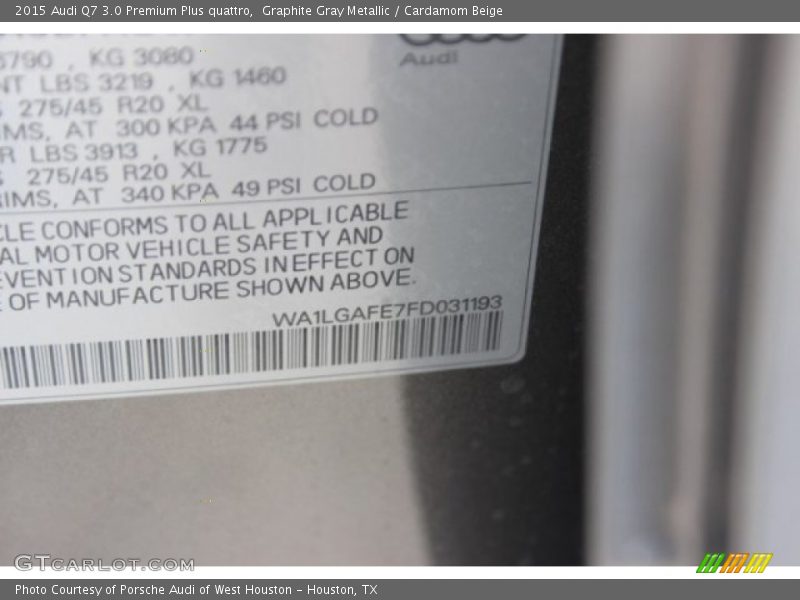 2015 Audi Q7 3.0 Premium Plus quattro, Graphite Gray Metallic / Cardamom Beige
Audi
, KG 3080
LBS 3219 , KG 1460
275/45 R20 XL
AT 300 KPA 44 PSI COLD
LBS 3913 , KG 1775
275/45 R20 XL
AT 340 KPA 49 PSI COLD
CONFORMS TO ALL APPLICABLE
MOTOR VEHICLE SAFETY AND
STANDARDS IN EFFECT ON
OF MANUFACTURE SHOWN ABOVE.
WA1LGAFE7FD031193
GTCARLOT.COM
Photo Courtesy of Porsche Audi of West Houston - Houston, TX